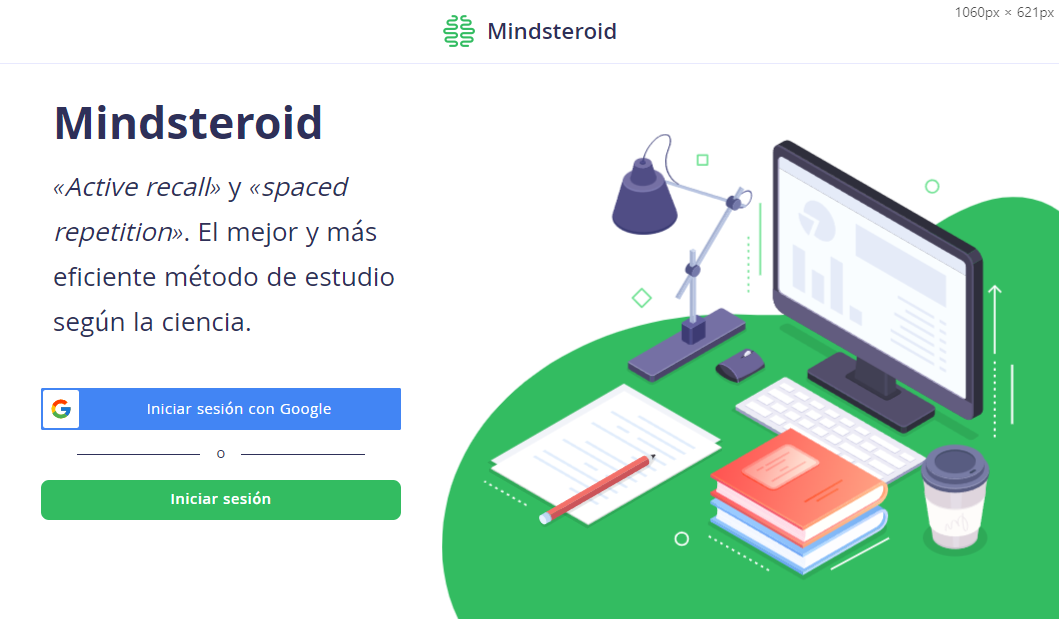 1060px × 621px
Mindsteroid
Mindsteroid
«Active recall» y «spaced
repetition». El mejor y más
eficiente método de estudio
según la ciencia.
Iniciar sesión con Google
o
Iniciar sesión